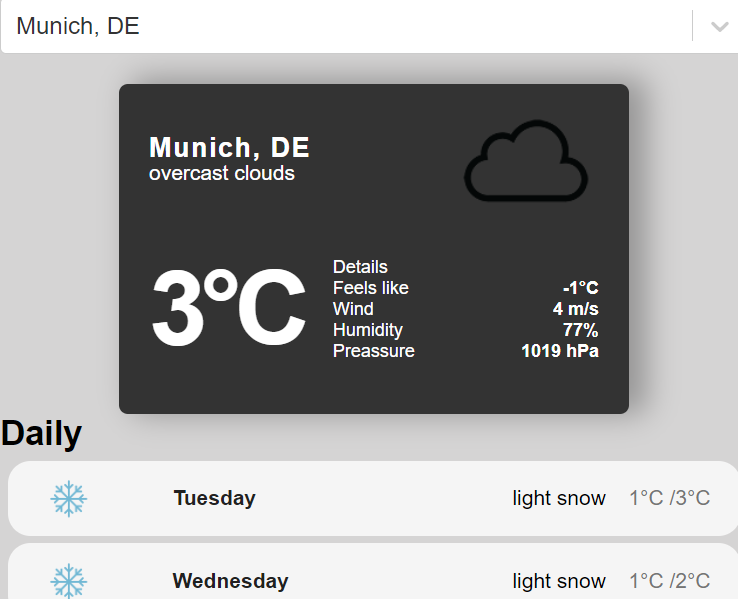 Munich, DE
Munich, DE
overcast clouds
3°C
Details
Feels like -1°C
Wind 4 m/s
Humidity 77%
Preassure 1019 hPa
Daily
Tuesday light snow 1°C /3°C
Wednesday light snow 1°C /2°C